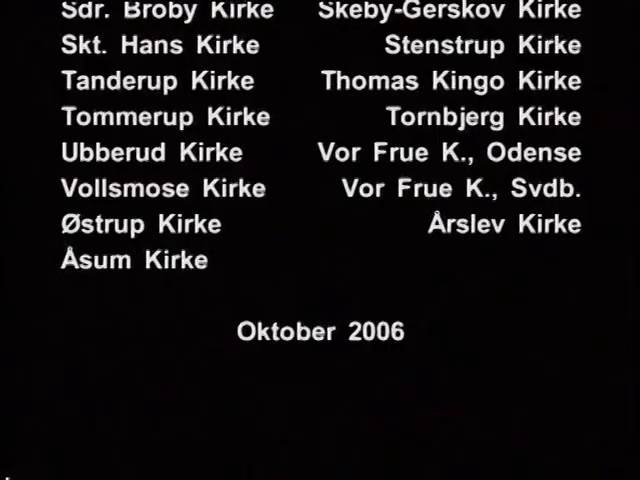 Sdr. Broby Kirke Skeby-Gerskov Kirke
Skt. Hans Kirke Stenstrup Kirke
Tanderup Kirke Thomas Kingo Kirke
Tommerup Kirke Tornbjerg Kirke
Ubberud Kirke Vor Frue K., Odense
Vollsmose Kirke Vor Frue K., Svdb.
Østrup Kirke Årslev Kirke
Åsum Kirke
Oktober 2006